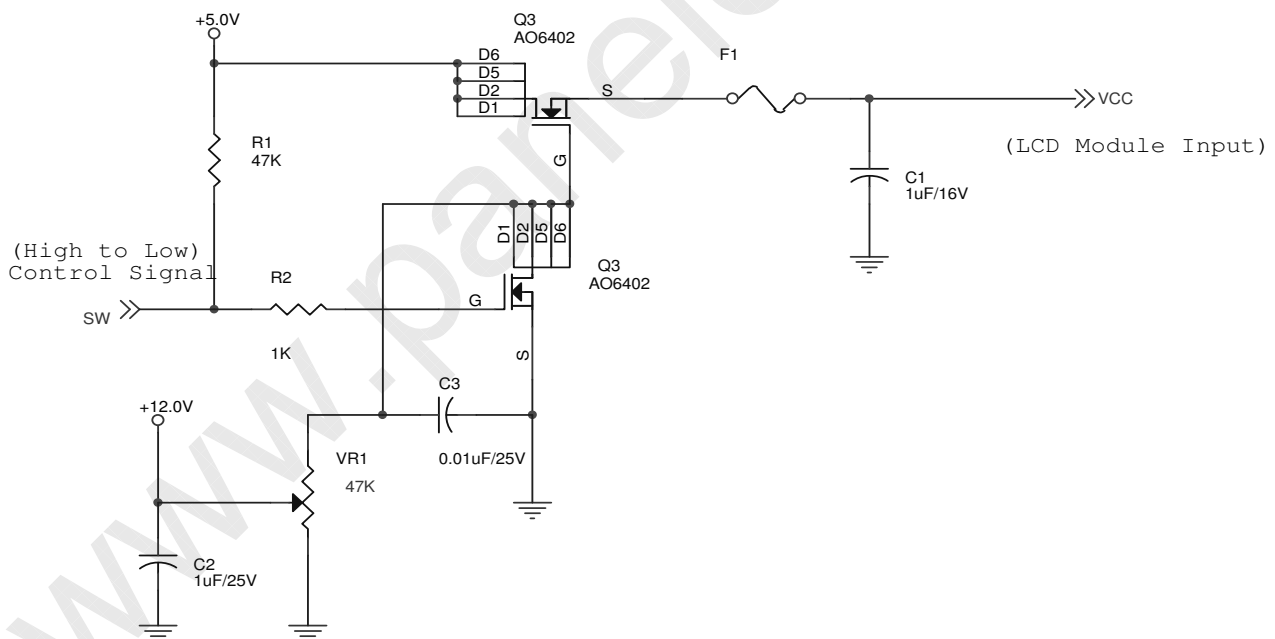 +5.0V
Q3
AO6402
D6
D5
D2
D1
S
G
F1
VCC
(LCD Module Input)
R1
47K
C1
1uF/16V
D1
D2
D5
D6
Q3
AO6402
(High to Low)
Control Signal
SW
R2
1K
G
S
C3
0.01uF/25V
+12.0V
VR1
47K
C2
1uF/25V
www.panel